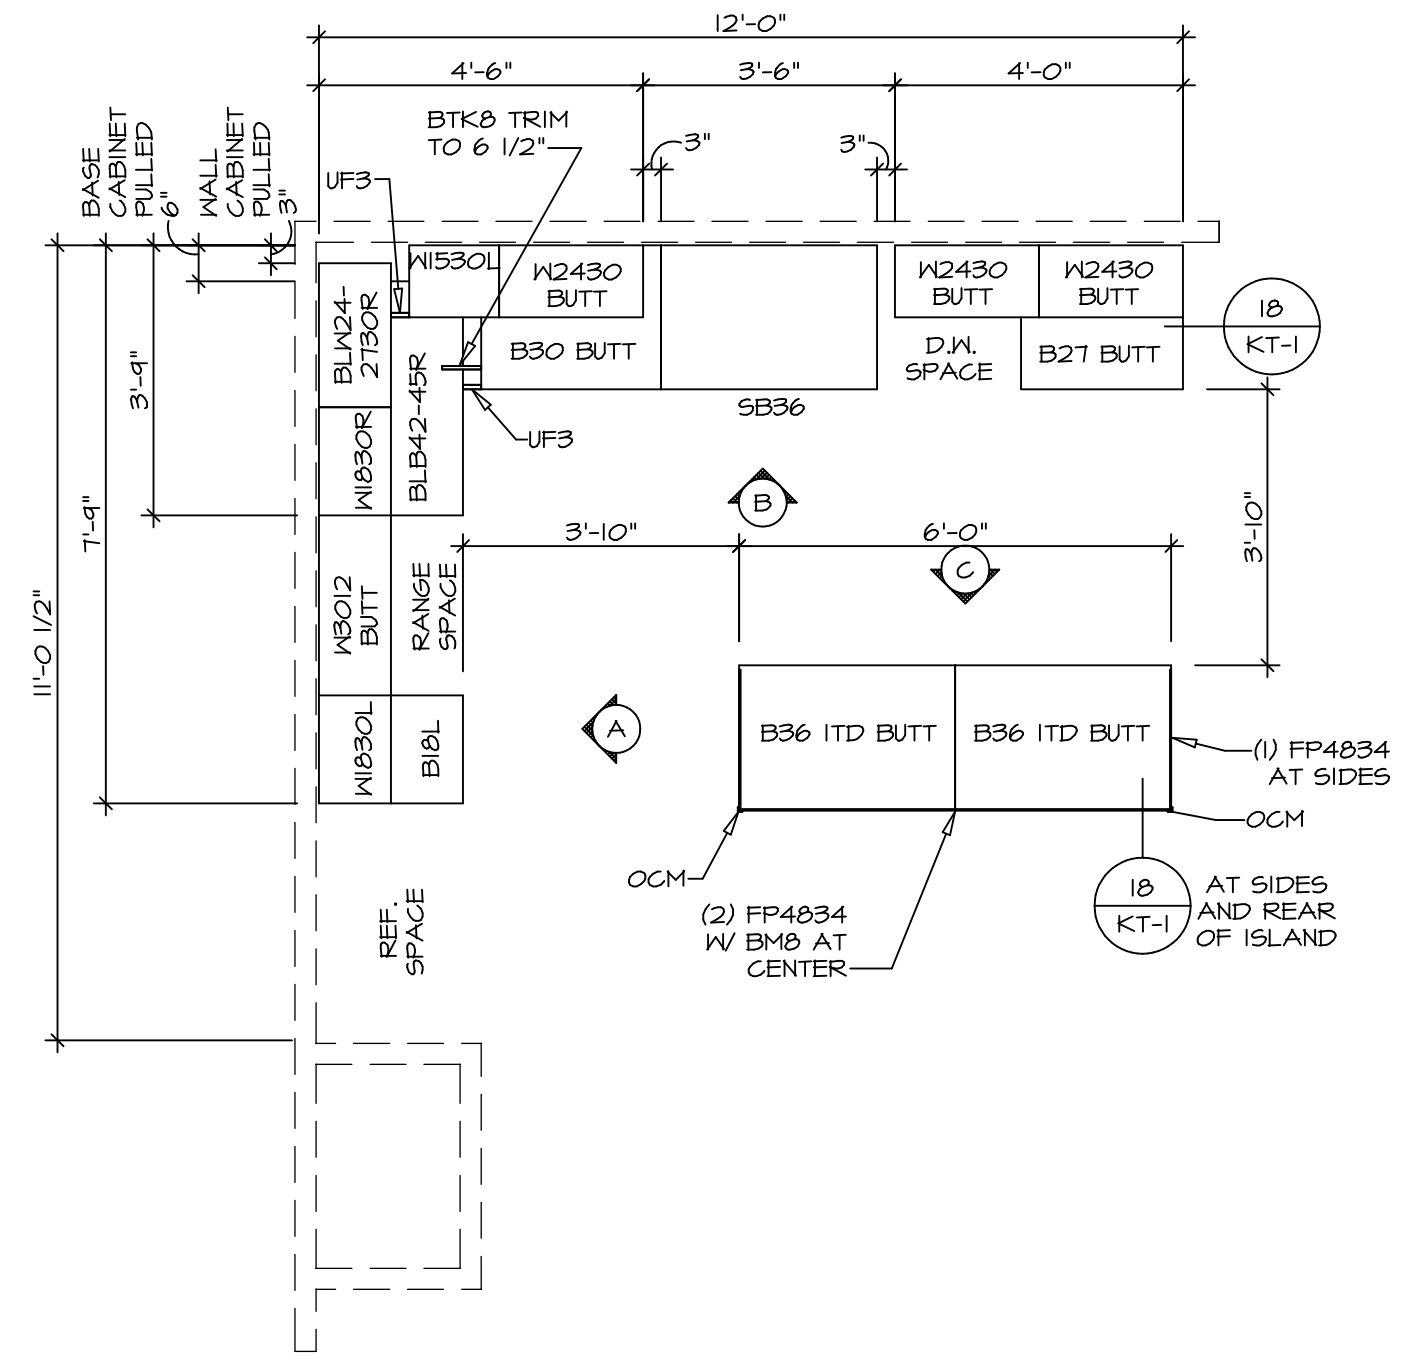 12'-0"
4'-6"
3'-6"
4'-0"
BTK8 TRIM
TO 6 1/2"
3"
3"
UF3
BASE
CABINET
PULLED
6"
WALL
CABINET
PULLED
3"
W1530L
W2430
BUTT
W2430
BUTT
W2430
BUTT
18
KT-1
BLW24-
2730R
B30 BUTT
D.W.
SPACE
B27 BUTT
3'-9"
BLB42-45R
SB36
UF3
W1830R
7'-9"
B
3'-10"
6'-0"
3'-10"
C
W3012
BUTT
RANGE
SPACE
11'-0 1/2"
W1830L
B18L
A
B36 1TD BUTT
B36 1TD BUTT
(1) FP4834
AT SIDES
OCM
OCM
18
KT-1
AT SIDES
AND REAR
OF ISLAND
(2) FP4834
W/ BM8 AT
CENTER
REF.
SPACE